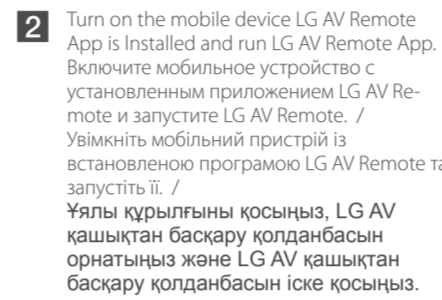 2
Turn on the mobile device LG AV Remote
App is Installed and run LG AV Remote App.
Включите мобильное устройство с
установленным приложением LG AV Re-
mote и запустите LG AV Remote. /
Увімкніть мобільний пристрій із
встановленою програмою LG AV Remote та
запустіть її. /
Ұялы құрылғыны қосыңыз, LG AV
қашықтан басқару қолданбасын
орнатыңыз және LG AV қашықтан
басқару қолданбасын іске қосыңыз.